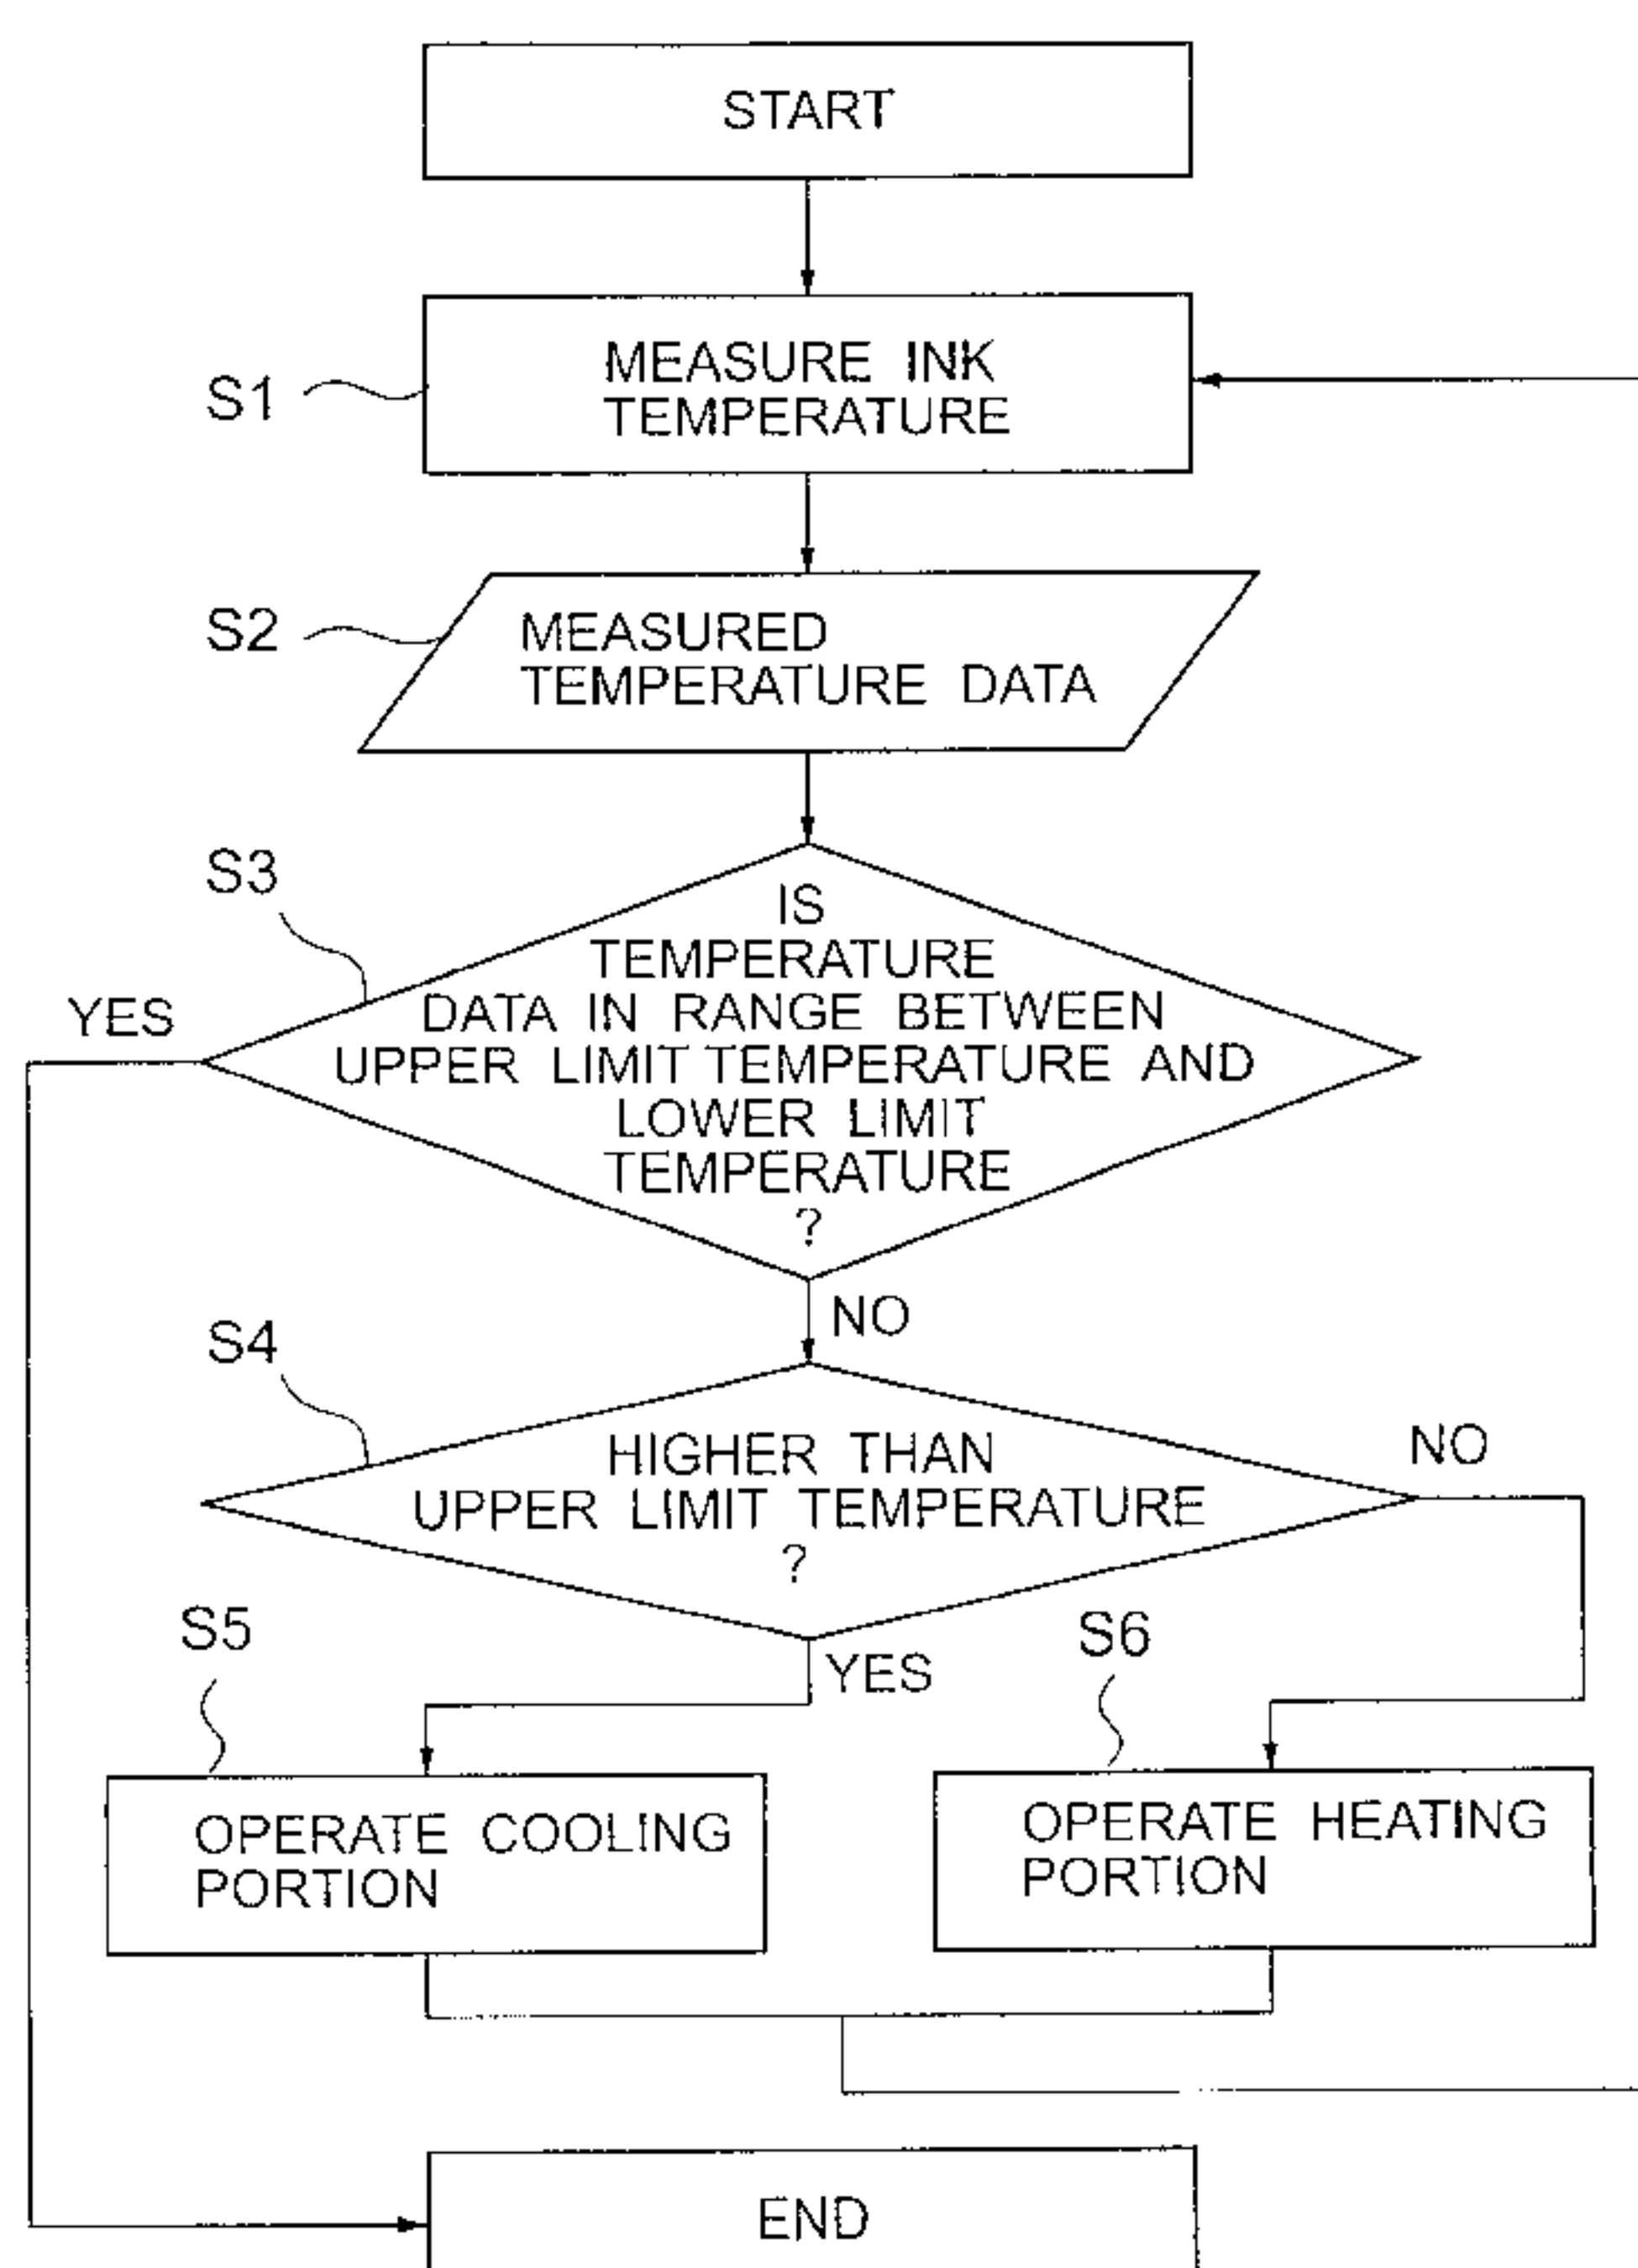 START
S1
MEASURE INK
TEMPERATURE
S2
MEASURED
TEMPERATURE DATA
S3
IS
TEMPERATURE
DATA IN RANGE BETWEEN
UPPER LIMIT TEMPERATURE AND
LOWER LIMIT
TEMPERATURE
?
YES
NO
S4
HIGHER THAN
UPPER LIMIT TEMPERATURE
?
NO
YES
S5
OPERATE COOLING
PORTION
S6
OPERATE HEATING
PORTION
END